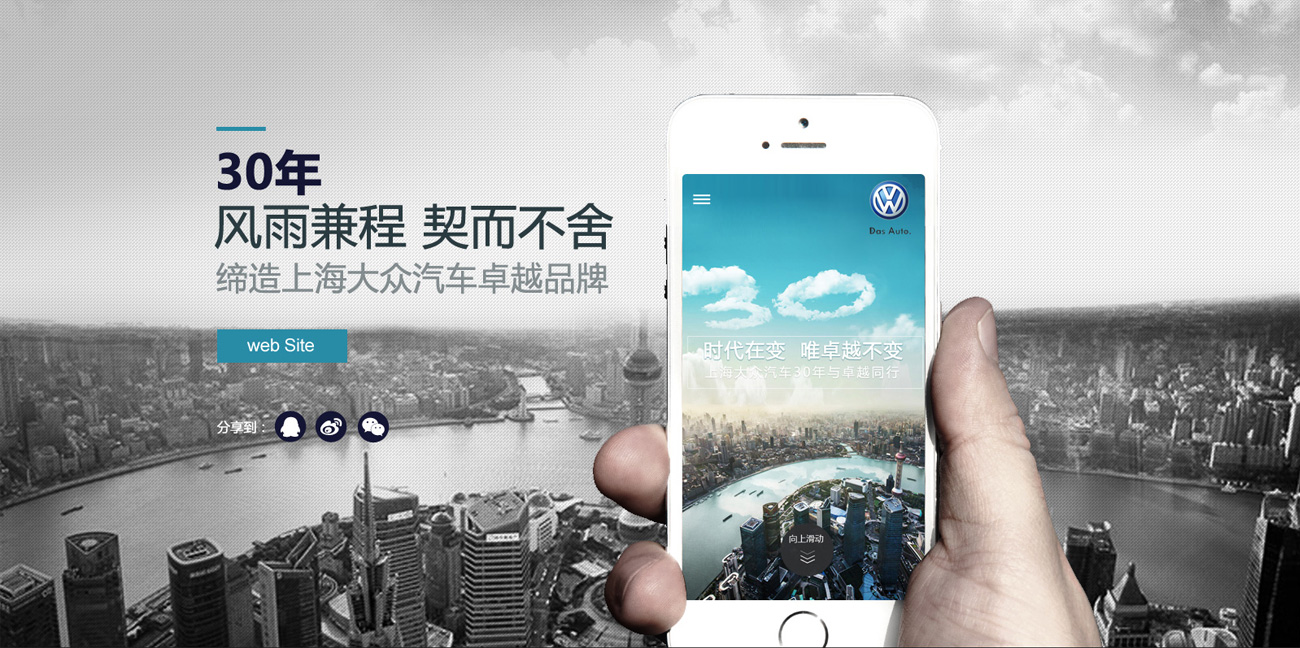 30年
风雨兼程 契而不舍
缔造上海大众汽车卓越品牌
web Site
分享到：
Das Auto.
30
时代在变 唯卓越不变
上海大众汽车30年与卓越同行
向上滑动